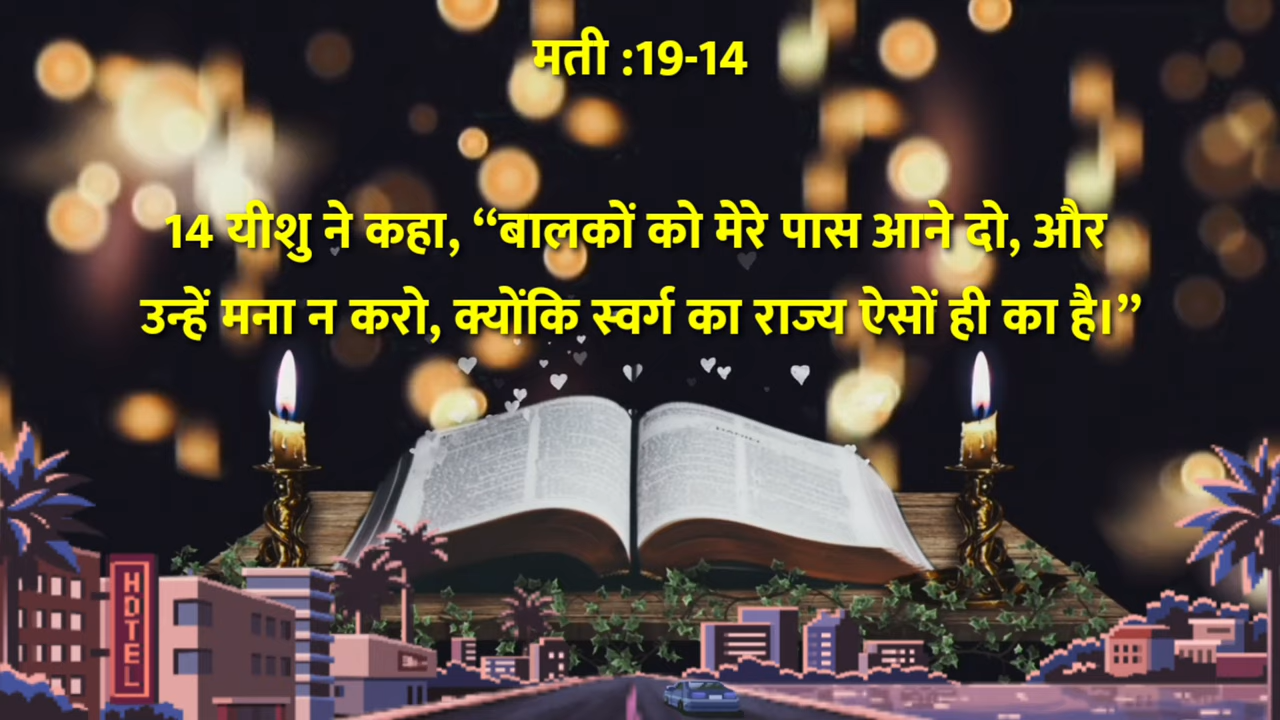 मती :19-14
14 यीशु ने कहा, “बालकों को मेरे पास आने दो, और
उन्हें मना न करो, क्योंकि स्वर्ग का राज्य ऐसों ही का है।”
HOTEL